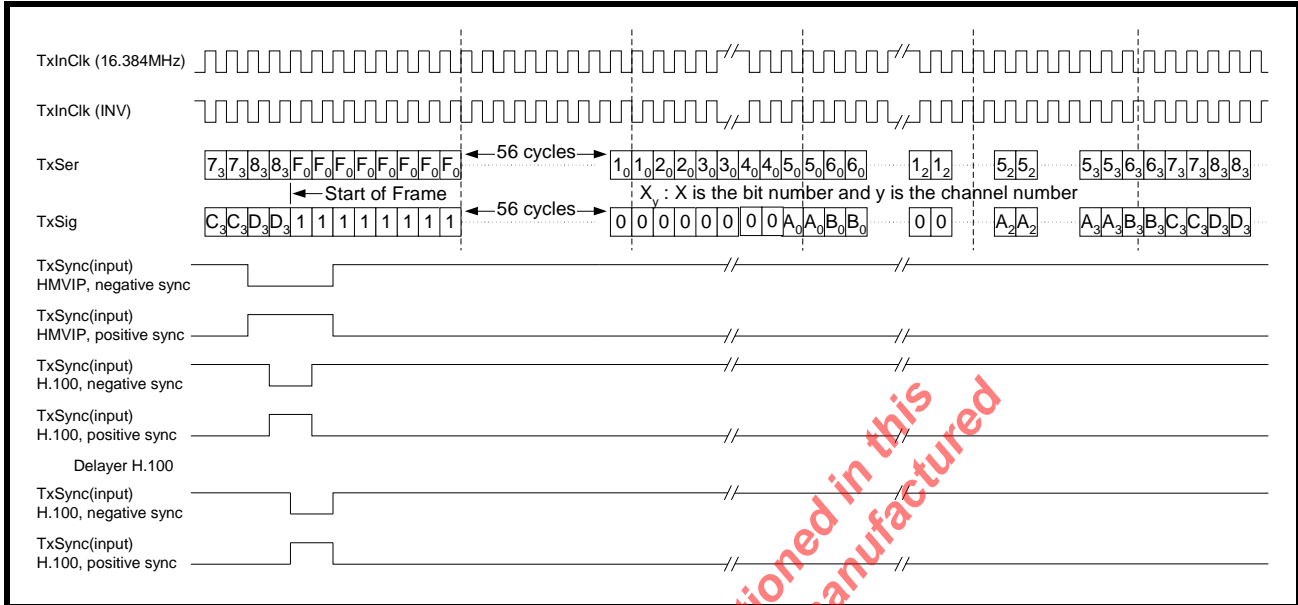 TxInClk (16.384MHz)
TxInClk (INV)
TxSer
7₃ 7₃ 8₃ 8₃ F₀ F₀ F₀ F₀ F₀ F₀ F₀ F₀ 56 cycles 1₀ 1₀ 2₀ 2₀ 3₀ 3₀ 4₀ 4₀ 5₀ 5₀ 6₀ 6₀ 1₂ 1₂ 5₂ 5₂ 5₃ 5₃ 6₃ 6₃ 7₃ 7₃ 8₃ 8₃
Start of Frame
Xᵧ : X is the bit number and y is the channel number
TxSig
C₃ C₃ D₃ D₃ 1 1 1 1 1 1 1 1 56 cycles 0 0 0 0 0 0 0 0 A₀ A₀ B₀ B₀ 0 0 A₂ A₂ A₃ A₃ B₃ B₃ C₃ C₃ D₃ D₃
TxSync(input)
HMVIP, negative sync
TxSync(input)
HMVIP, positive sync
TxSync(input)
H.100, negative sync
TxSync(input)
H.100, positive sync
Delayer H.100
TxSync(input)
H.100, negative sync
TxSync(input)
H.100, positive sync
tioned in this
anufactured